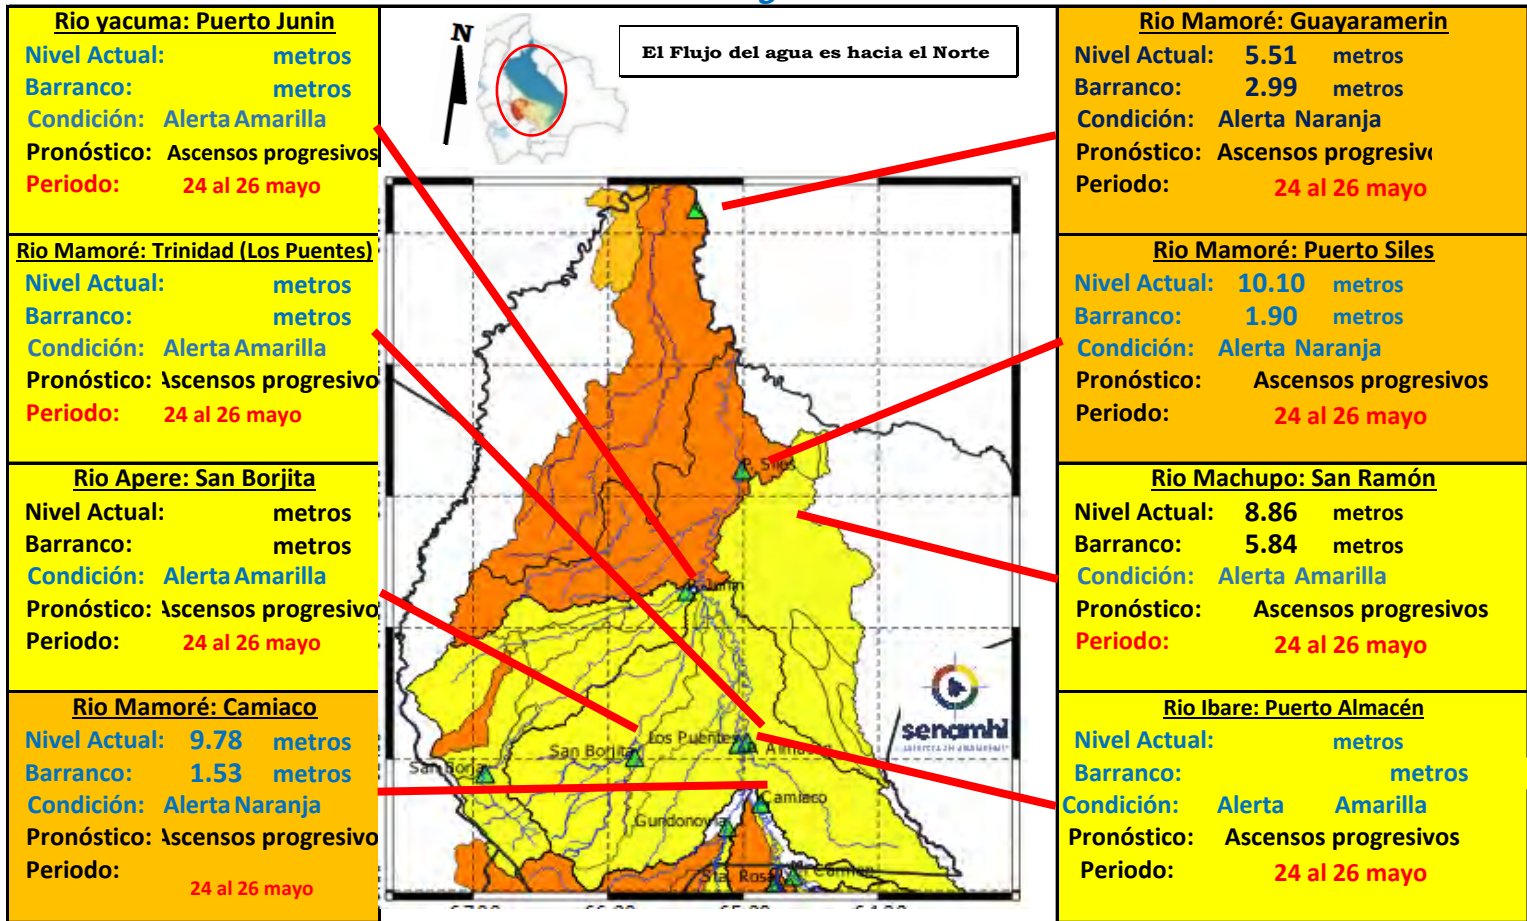 Rio yacuma: Puerto Junin
Nivel Actual: metros
Barranco: metros
Condición: Alerta Amarilla
Pronóstico: Ascensos progresivos
Periodo: 24 al 26 mayo
Rio Mamoré: Trinidad (Los Puentes)
Nivel Actual: metros
Barranco: metros
Condición: Alerta Amarilla
Pronóstico: Ascensos progresivo
Periodo: 24 al 26 mayo
Rio Apere: San Borjita
Nivel Actual: metros
Barranco: metros
Condición: Alerta Amarilla
Pronóstico: Ascensos progresivo
Periodo: 24 al 26 mayo
Rio Mamoré: Camiaco
Nivel Actual: 9.78 metros
Barranco: 1.53 metros
Condición: Alerta Naranja
Pronóstico: Ascensos progresivo
Periodo:
24 al 26 mayo
N
El Flujo del agua es hacia el Norte
P. Siles
P. Junin
Los Puentes
P. Almacén
San Borjita
San Borja
Camiaco
Gundonovia
Sta. Rosa
senamhi
Rio Mamoré: Guayaramerin
Nivel Actual: 5.51 metros
Barranco: 2.99 metros
Condición: Alerta Naranja
Pronóstico: Ascensos progresiv
Periodo: 24 al 26 mayo
Rio Mamoré: Puerto Siles
Nivel Actual: 10.10 metros
Barranco: 1.90 metros
Condición: Alerta Naranja
Pronóstico: Ascensos progresivos
Periodo: 24 al 26 mayo
Rio Machupo: San Ramón
Nivel Actual: 8.86 metros
Barranco: 5.84 metros
Condición: Alerta Amarilla
Pronóstico: Ascensos progresivos
Periodo: 24 al 26 mayo
Rio Ibare: Puerto Almacén
Nivel Actual: metros
Barranco: metros
Condición: Alerta Amarilla
Pronóstico: Ascensos progresivos
Periodo: 24 al 26 mayo